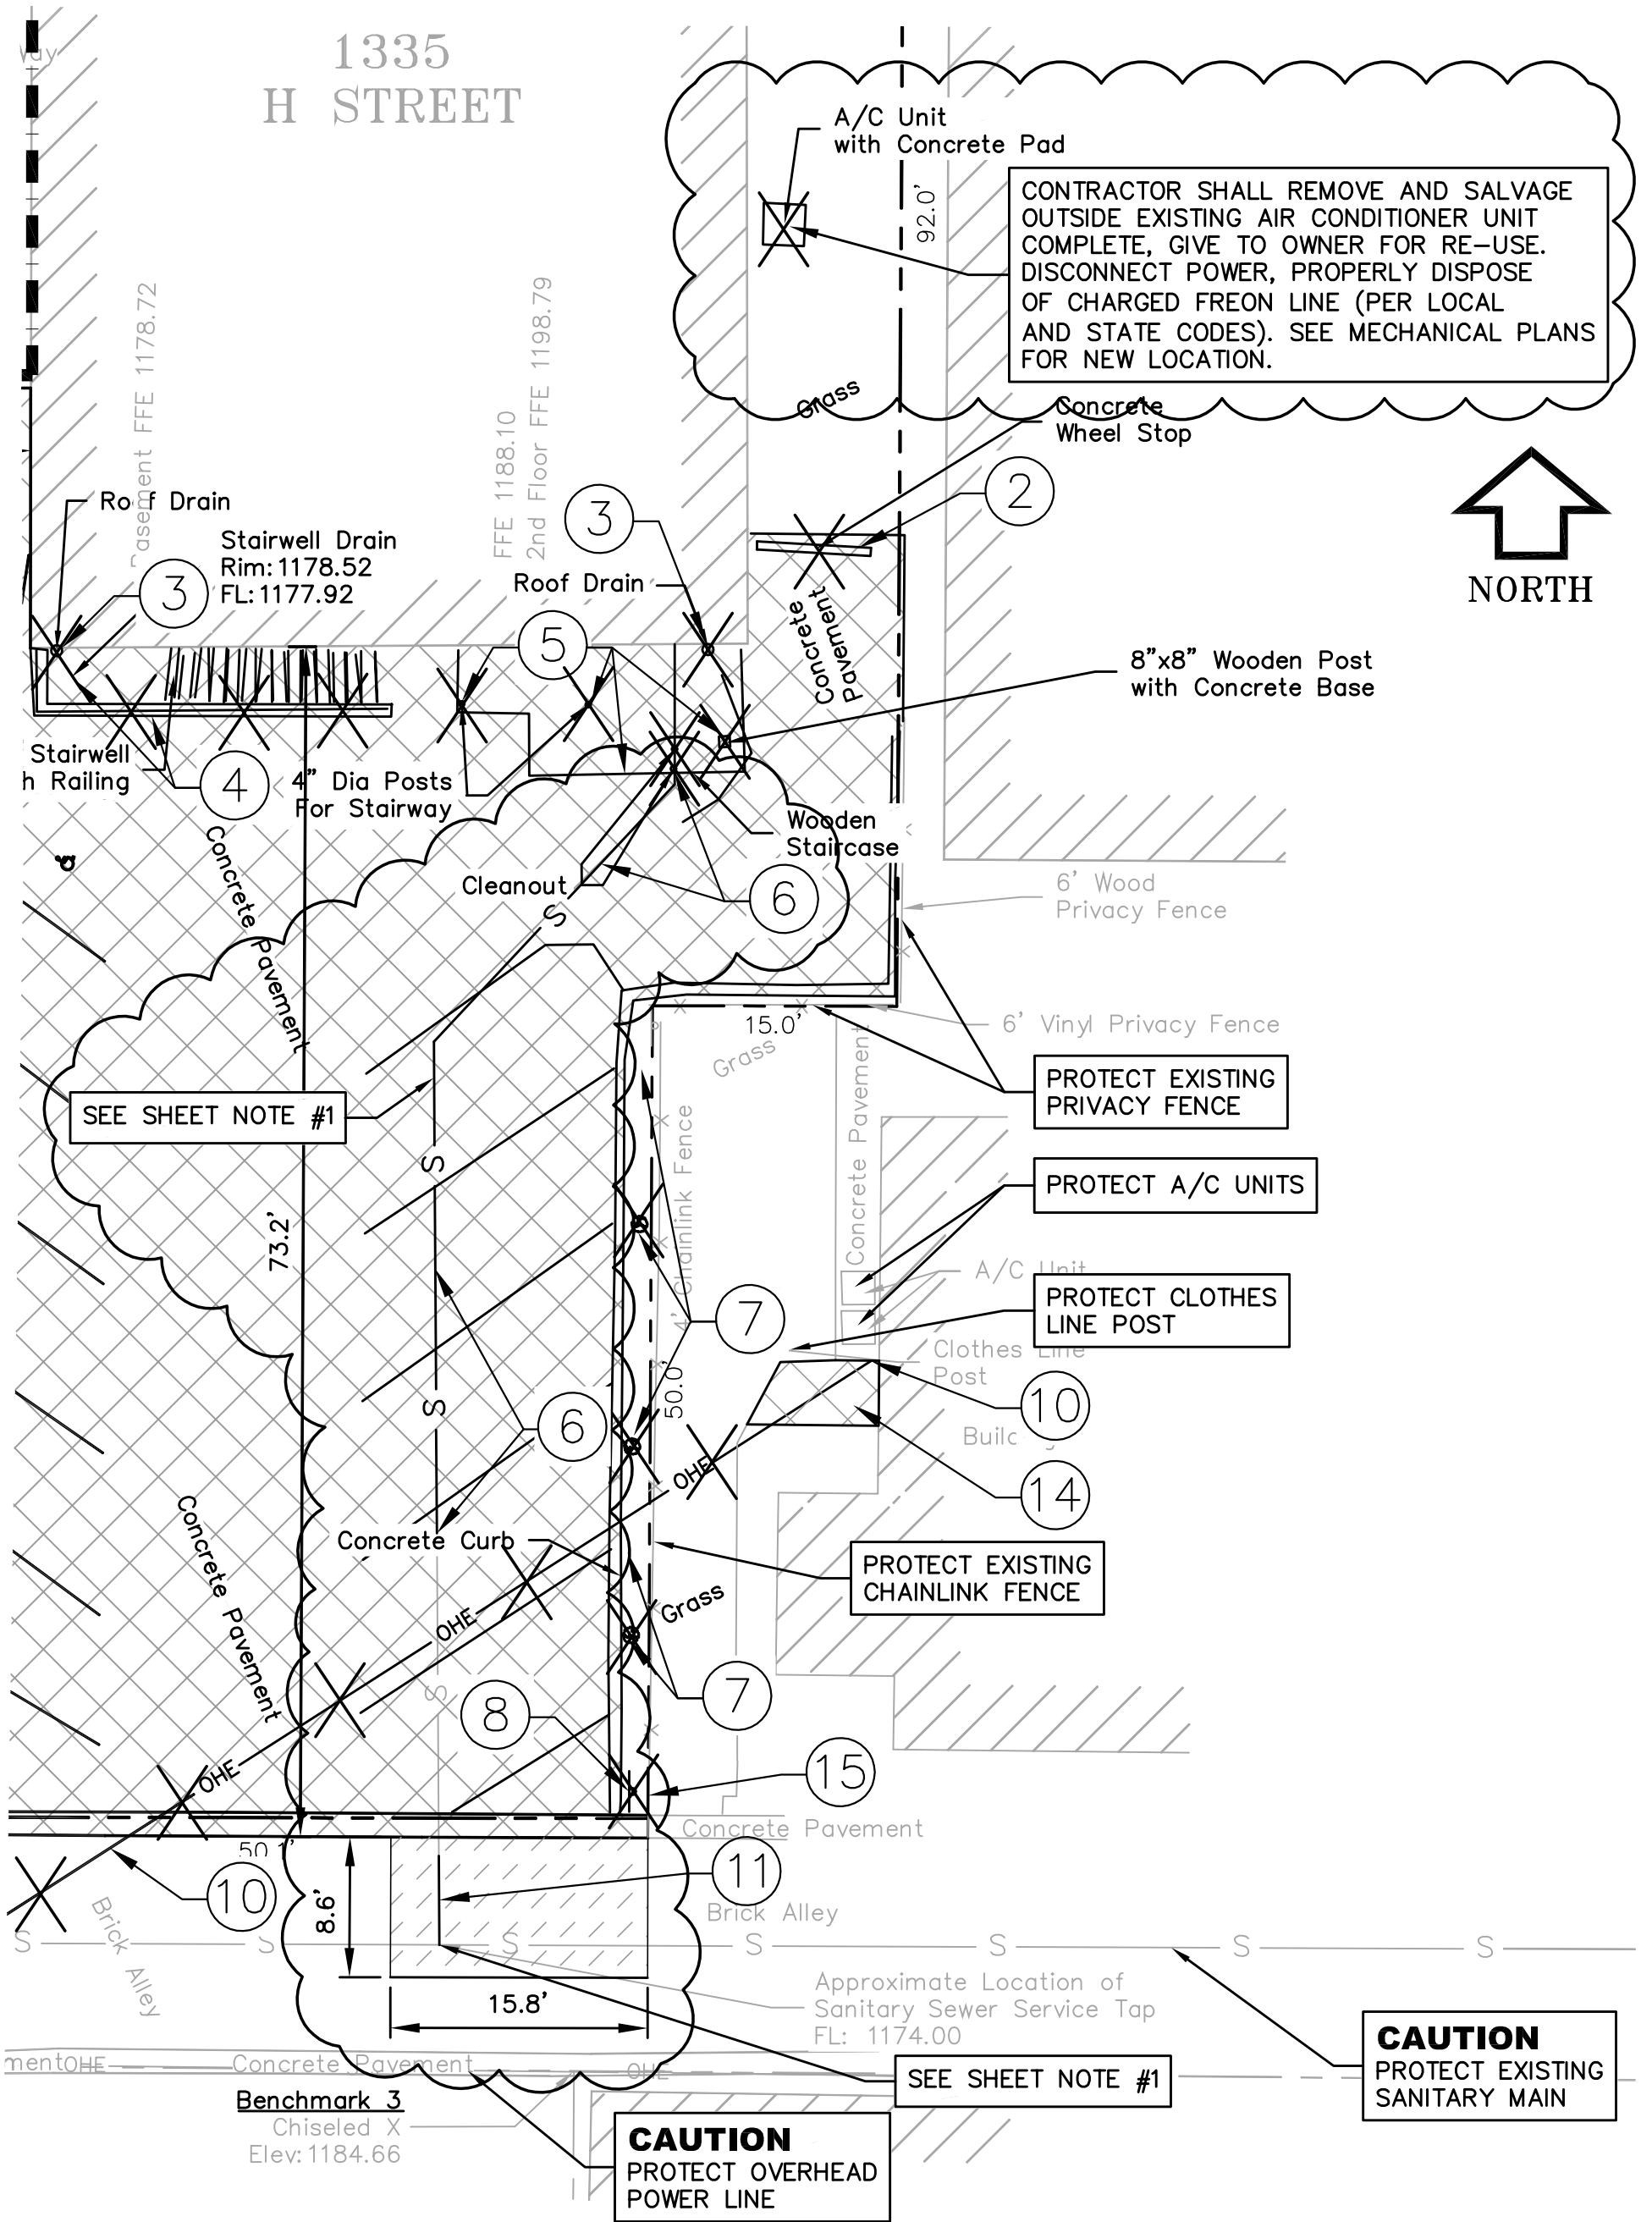 Way
1335
H STREET
A/C Unit
with Concrete Pad
92.0'
CONTRACTOR SHALL REMOVE AND SALVAGE
OUTSIDE EXISTING AIR CONDITIONER UNIT
COMPLETE, GIVE TO OWNER FOR RE-USE.
DISCONNECT POWER, PROPERLY DISPOSE
OF CHARGED FREON LINE (PER LOCAL
AND STATE CODES). SEE MECHANICAL PLANS
FOR NEW LOCATION.
Grass
Concrete
Wheel Stop
2
NORTH
Basement FFE 1178.72
FFE 1188.10
2nd Floor FFE 1198.79
Roof Drain
Stairwell Drain
Rim:1178.52
FL:1177.92
3
3
Roof Drain
5
Concrete
Pavement
8"x8" Wooden Post
with Concrete Base
Stairwell
h Railing
4
4" Dia Posts
For Stairway
Wooden
Staircase
Cleanout
6
S
6' Wood
Privacy Fence
Concrete Pavement
15.0'
6' Vinyl Privacy Fence
Grass
PROTECT EXISTING
PRIVACY FENCE
SEE SHEET NOTE #1
S
4' Chainlink Fence
Concrete Pavement
PROTECT A/C UNITS
73.2'
A/C Unit
PROTECT CLOTHES
LINE POST
7
Clothes Line
Post
50.0'
S
6
10
Builc
OHE
14
Concrete Pavement
Concrete Curb
PROTECT EXISTING
CHAINLINK FENCE
Grass
OHE
S
7
8
15
OHE
Concrete Pavement
50.1'
10
11
8.6'
Brick Alley
Brick Alley
S S S S S S S
Approximate Location of
Sanitary Sewer Service Tap
FL: 1174.00
15.8'
ment
OHE
Concrete Pavement
OHE
SEE SHEET NOTE #1
CAUTION
PROTECT EXISTING
SANITARY MAIN
Benchmark 3
Chiseled X
Elev:1184.66
CAUTION
PROTECT OVERHEAD
POWER LINE